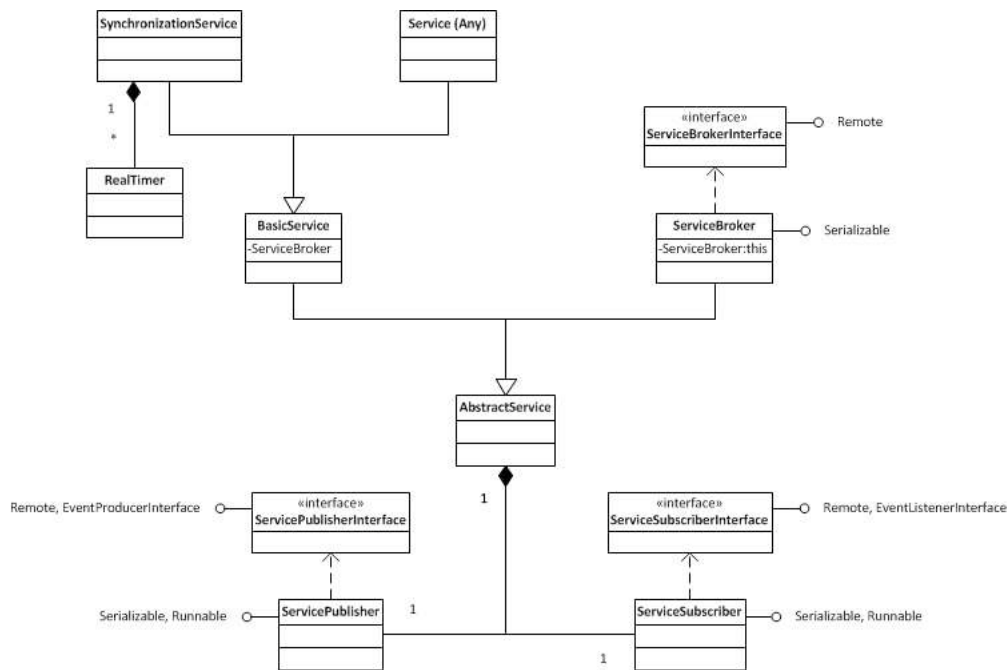 SynchronizationService
Service (Any)
1
*
RealTimer
«interface»
ServiceBrokerInterface
Remote
BasicService
-ServiceBroker
ServiceBroker
-ServiceBroker:this
Serializable
AbstractService
1
Remote, EventProducerInterface
«interface»
ServicePublisherInterface
«interface»
ServiceSubscriberInterface
Remote, EventListenerInterface
Serializable, Runnable
ServicePublisher
1
ServiceSubscriber
Serializable, Runnable
1